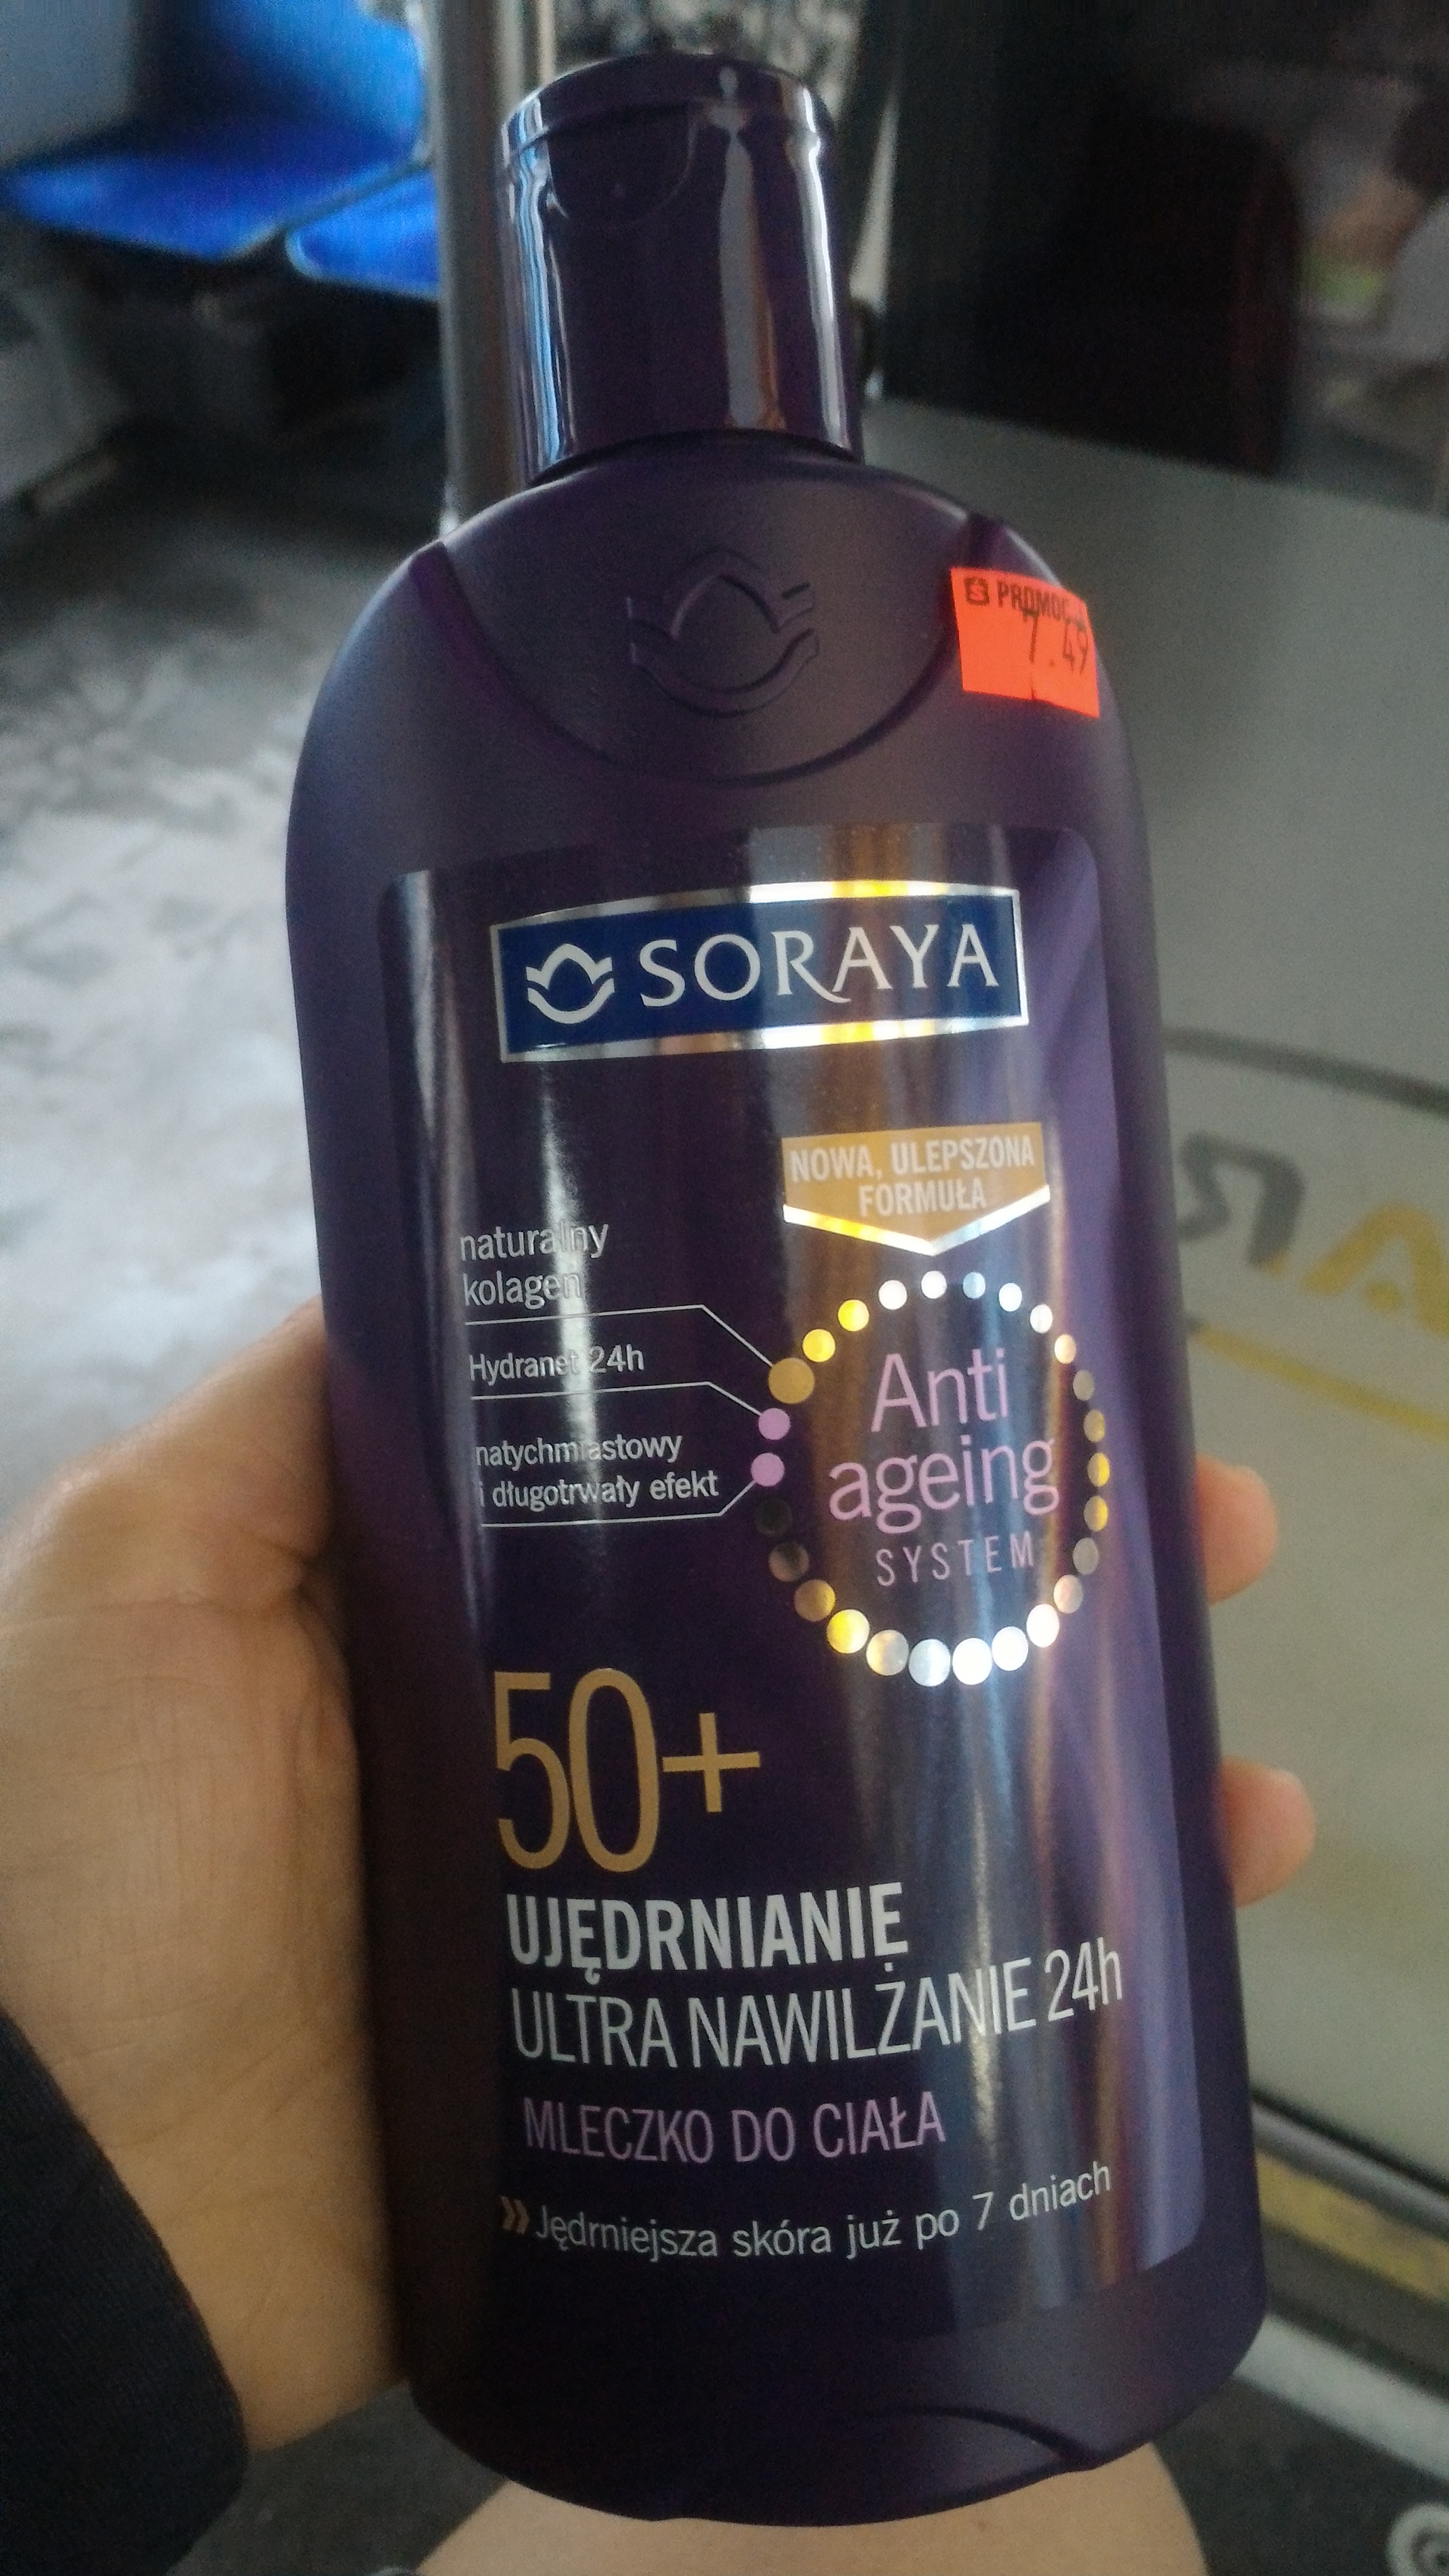 PROMOCJA
7.49
SORAYA
NOWA, ULEPSZONA
FORMUŁA
naturalny
kolagen
Hydranet 24h
natychmiastowy
i długotrwały efekt
Anti
ageing
SYSTEM
50+
UJĘDRNIANIE
ULTRA NAWILŻANIE 24h
MLECZKO DO CIAŁA
» Jędrniejsza skóra już po 7 dniach